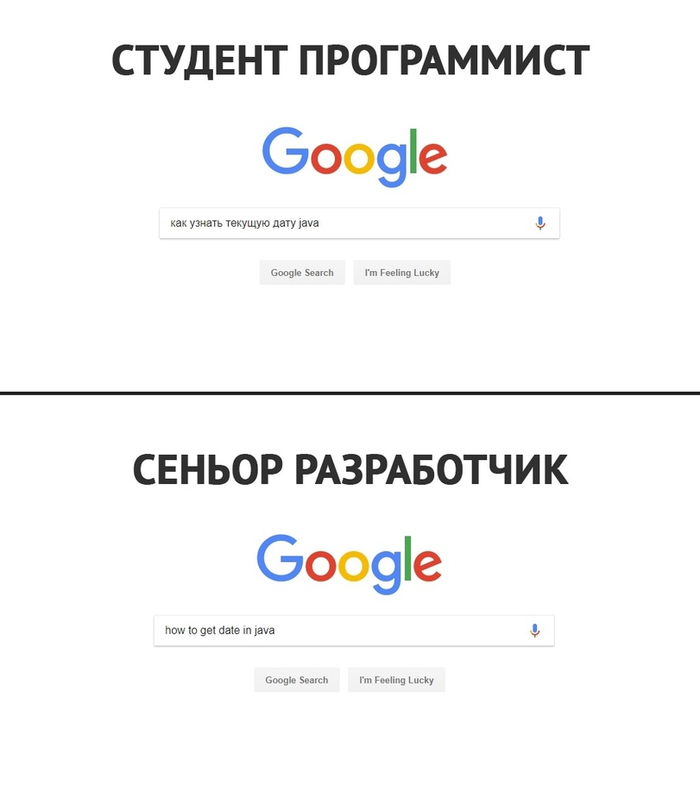 СТУДЕНТ ПРОГРАММИСТ
Google
как узнать текущую дату java
Google Search I'm Feeling Lucky
СЕНЬОР РАЗРАБОТЧИК
Google
how to get date in java
Google Search I'm Feeling Lucky